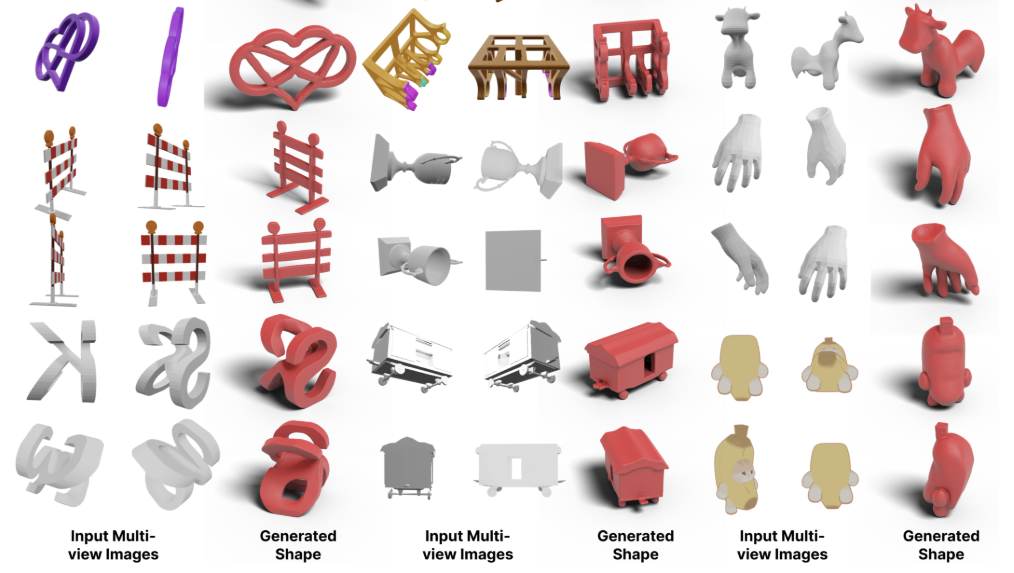 Input Multi-
view Images
Generated
Shape
Input Multi-
view Images
Generated
Shape
Input Multi-
view Images
Generated
Shape